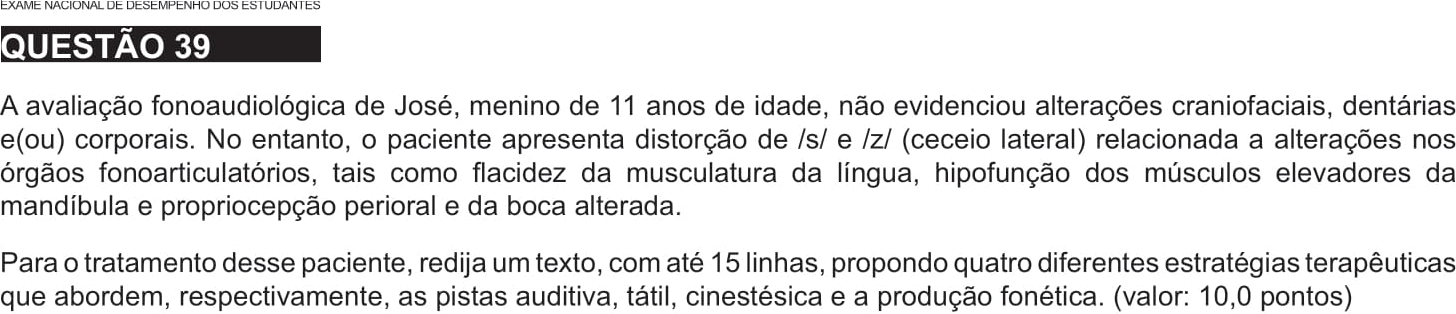 EXAME NACIONAL DE DESEMPENHO DOS ESTUDANTES
QUESTÃO 39
A avaliação fonoaudiológica de José, menino de 11 anos de idade, não evidenciou alterações craniofaciais, dentárias
e(ou) corporais. No entanto, o paciente apresenta distorção de /s/ e /z/ (ceceio lateral) relacionada a alterações nos
órgãos fonoarticulatórios, tais como flacidez da musculatura da língua, hipofunção dos músculos elevadores da
mandíbula e propriocepção perioral e da boca alterada.
Para o tratamento desse paciente, redija um texto, com até 15 linhas, propondo quatro diferentes estratégias terapêuticas
que abordem, respectivamente, as pistas auditiva, tátil, cinestésica e a produção fonética. (valor: 10,0 pontos)